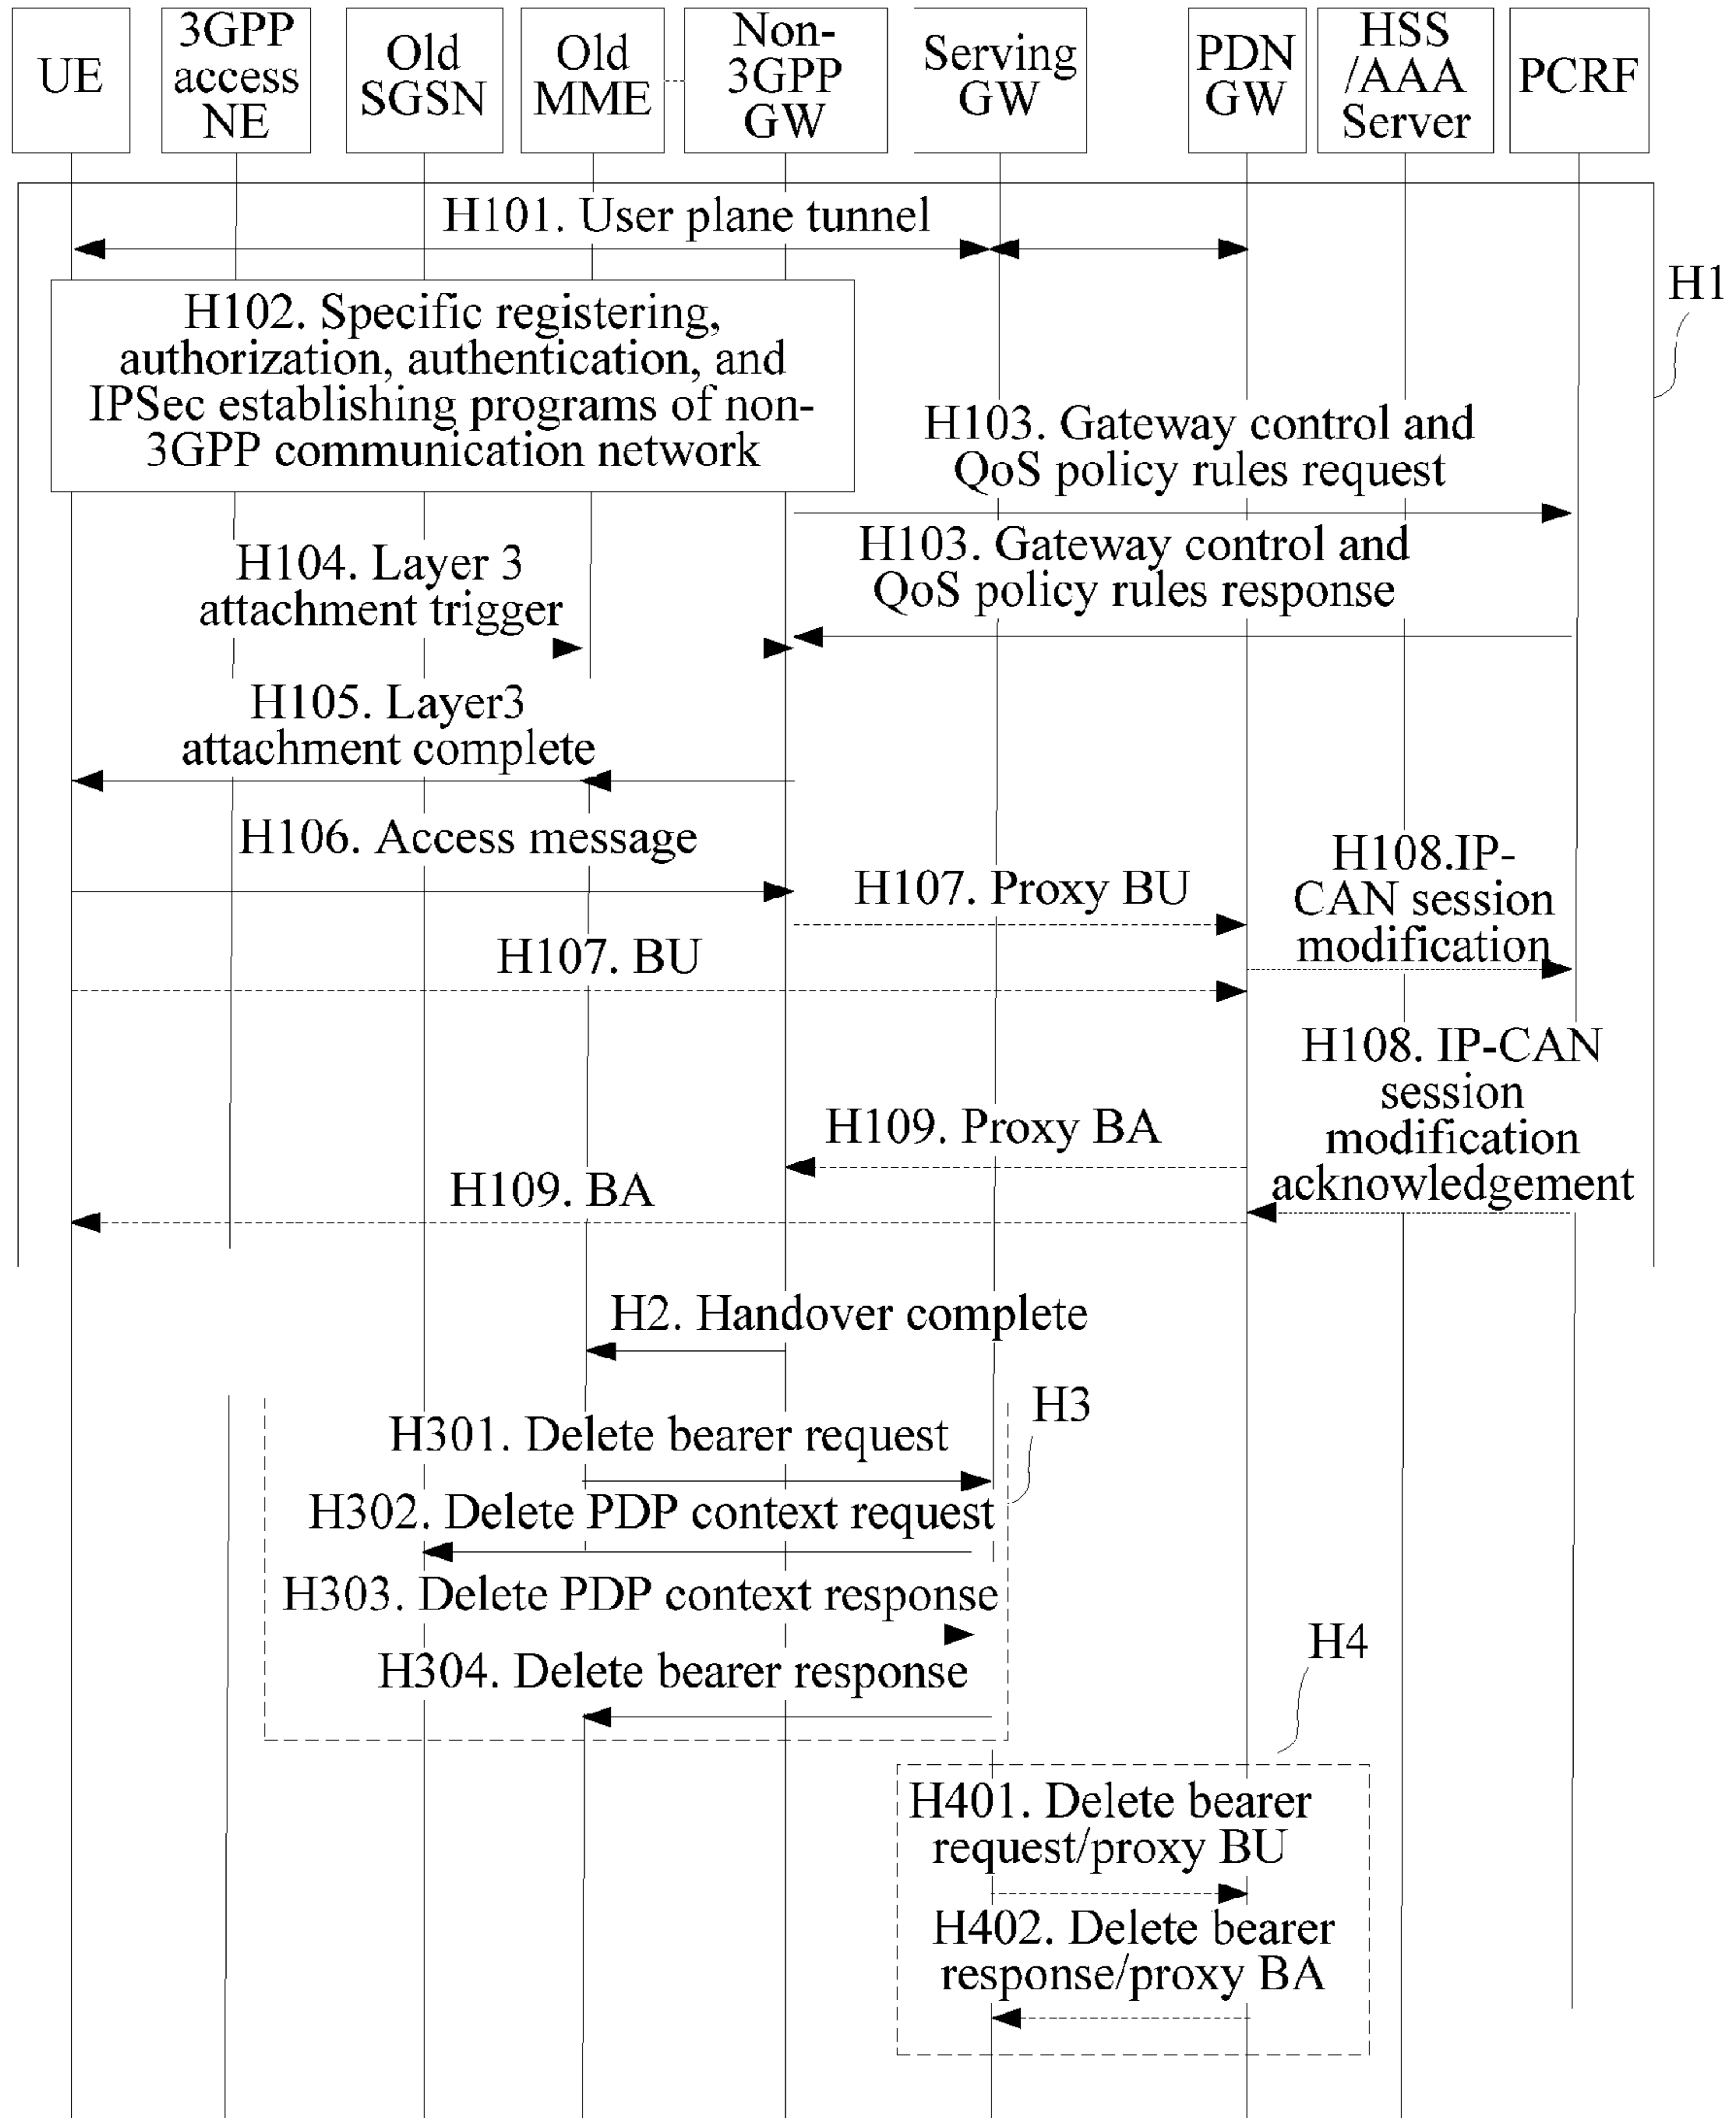 UE
3GPP
access
NE
Old
SGSN
Old
MME
Non-
3GPP
GW
Serving
GW
PDN
GW
HSS
/AAA
Server
PCRF
H101. User plane tunnel
H1
H102. Specific registering,
authorization, authentication, and
IPSec establishing programs of non-
3GPP communication network
H103. Gateway control and
QoS policy rules request
H103. Gateway control and
QoS policy rules response
H104. Layer 3
attachment trigger
H105. Layer3
attachment complete
H106. Access message
H107. Proxy BU
H108.IP-
CAN session
modification
H107. BU
H108. IP-CAN
session
modification
acknowledgement
H109. Proxy BA
H109. BA
H2. Handover complete
H3
H301. Delete bearer request
H302. Delete PDP context request
H303. Delete PDP context response
H304. Delete bearer response
H4
H401. Delete bearer
request/proxy BU
H402. Delete bearer
response/proxy BA